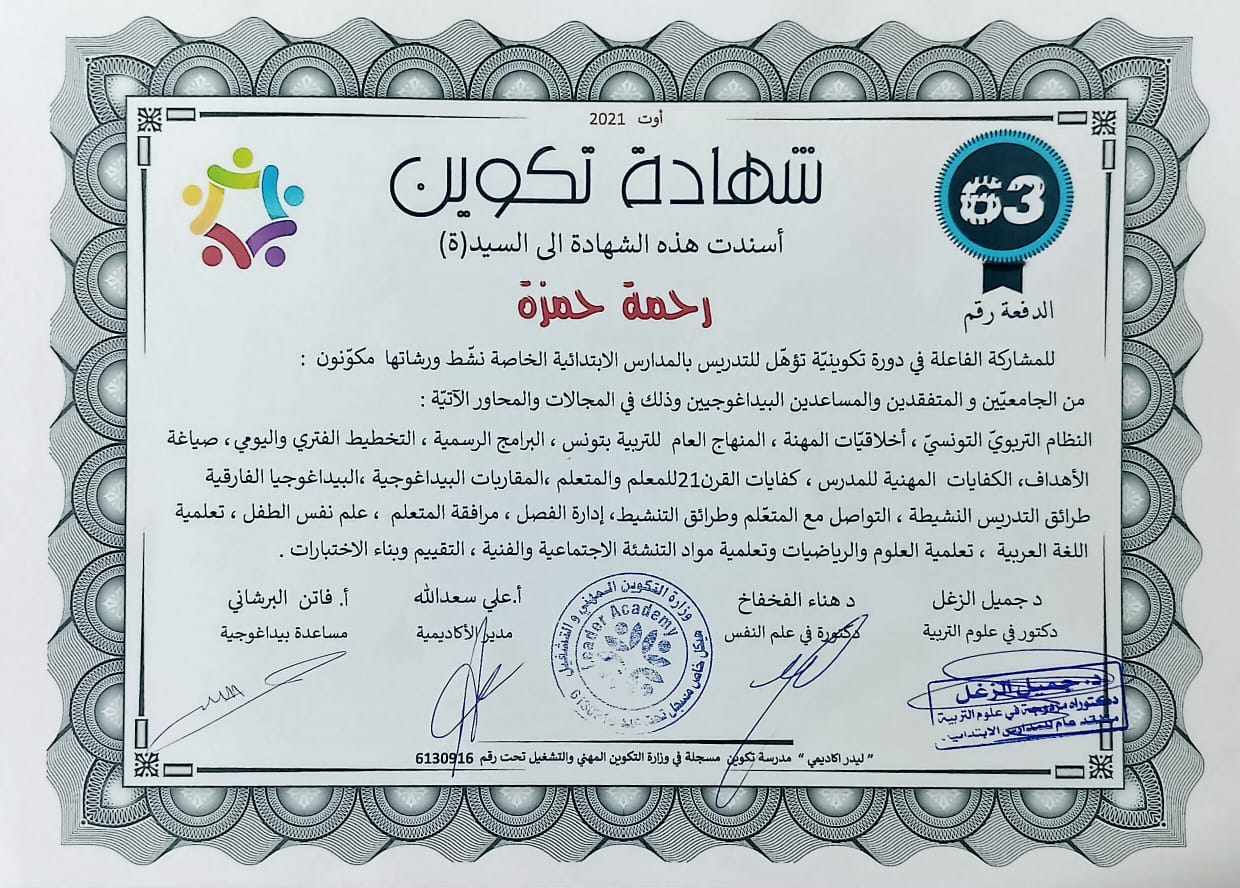 أوت 2021
شهادة تكوين
63
أسندت هذه الشهادة الى السيد(ة)
رحمة حمزة
الدفعة رقم
للمشاركة الفاعلة في دورة تكوينيّة تؤهّل للتدريس بالمدارس الابتدائية الخاصة نشّط ورشاتها مكوّنون :
من الجامعيّين و المتفقدين والمساعدين البيداغوجيين وذلك في المجالات والمحاور الآتيّة :
النظام التربويّ التونسيّ ، أخلاقيّات المهنة ، المنهاج العام للتربية بتونس ، البرامج الرسمية ، التخطيط الفتري واليومي ، صياغة
الأهداف، الكفايات المهنية للمدرس ، كفايات القرن21للمعلم والمتعلم ،المقاربات البيداغوجية ،البيداغوجيا الفارقية
طرائق التدريس النشيطة ، التواصل مع المتعّلم وطرائق التنشيط، إدارة الفصل ، مرافقة المتعلم ، علم نفس الطفل ، تعلمية
اللغة العربية ، تعلمية العلوم والرياضيات وتعلمية مواد التنشئة الاجتماعية والفنية ، التقييم وبناء الاختبارات .
د جميل الزغل
دكتور في علوم التربية
د هناء الفخفاخ
دكتورة في علم النفس
أ.علي سعدالله
مدير الأكاديمية
أ. فاتن البرشاني
مساعدة بيداغوجية
وزارة التكوين المهني و التشغيل
Leader Academy
هيكل خاص مسجل تحت عدد
د. جميل الزغل
دكتوراه مزدوجة في علوم التربية
متفقد عام للمدارس الابتدائية
" ليدر اكاديمي " مدرسة تكوين مسجلة في وزارة التكوين المهني والتشغيل تحت رقم 6130916